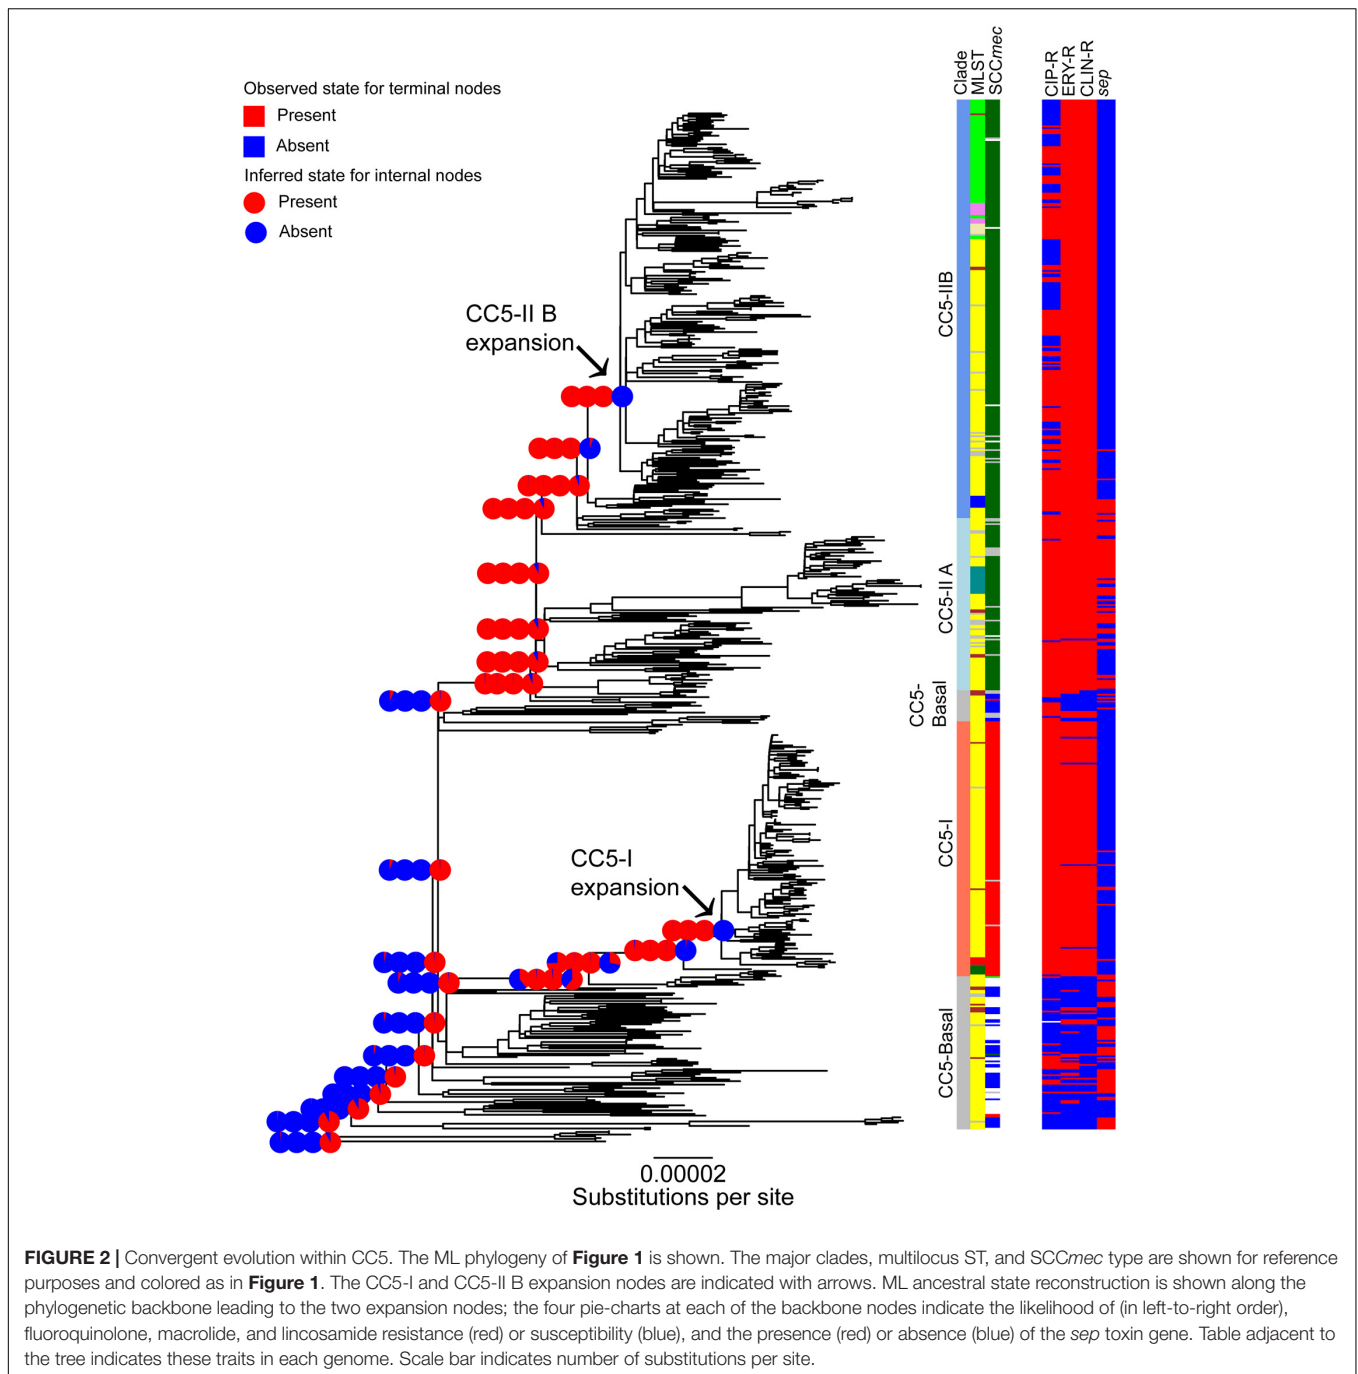 Observed state for terminal nodes
Present
Absent
Inferred state for internal nodes
Present
Absent
Clade
MLST
SCCmec
CIP-R
ERY-R
CLIN-R
sep
CC5-II B
expansion
CC5-IIB
CC5-II A
CC5-
Basal
CC5-I
expansion
CC5-I
CC5-Basal
0.00002
Substitutions per site
FIGURE 2 | Convergent evolution within CC5. The ML phylogeny of Figure 1 is shown. The major clades, multilocus ST, and SCCmec type are shown for reference
purposes and colored as in Figure 1. The CC5-I and CC5-II B expansion nodes are indicated with arrows. ML ancestral state reconstruction is shown along the
phylogenetic backbone leading to the two expansion nodes; the four pie-charts at each of the backbone nodes indicate the likelihood of (in left-to-right order),
fluoroquinolone, macrolide, and lincosamide resistance (red) or susceptibility (blue), and the presence (red) or absence (blue) of the sep toxin gene. Table adjacent to
the tree indicates these traits in each genome. Scale bar indicates number of substitutions per site.